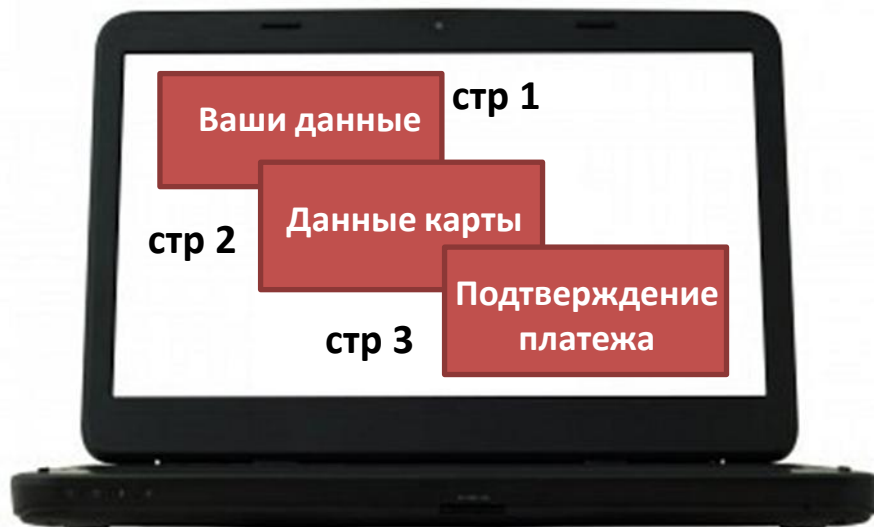 Ваши данные
стр 1
Данные карты
стр 2
Подтверждение
платежа
стр 3